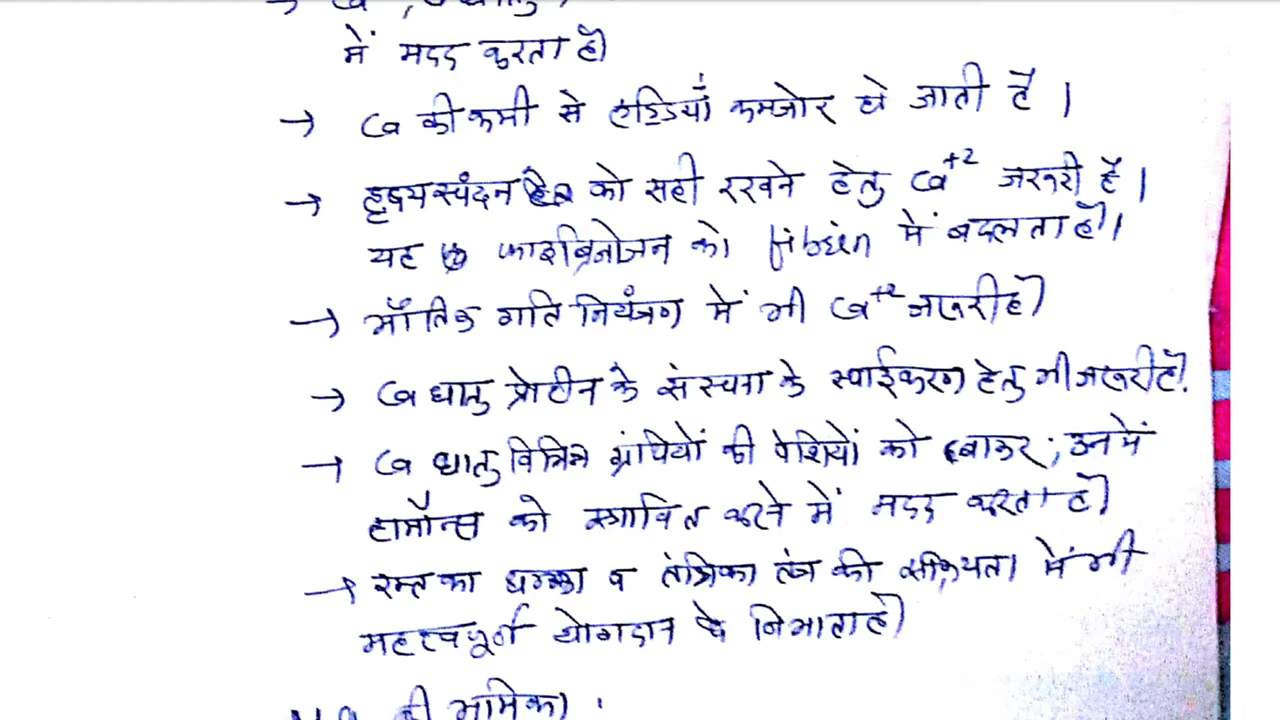 → Ca
में मदद करता है।
→ Ca की कमी से हड्डियाँ कमजोर हो जाती हैं ।
→ हृदयस्पंदन को सही रखने हेतु Ca⁺² जरूरी है ।
यह फाइब्रिनोजन को fibrin में बदलता है।
→ भौतिक गति नियंत्रण में भी Ca⁺² जरूरी है
→ Ca धातु प्रोटीन के संरचना के स्थाईकरण हेतु भी जरूरी है।
→ Ca धातु विभिन्न ग्रंथियों की पेशियों को दबाकर, उनमें
हार्मोन्स को स्त्रावित करने में मदद करता है।
→ रक्त का थक्का व तंत्रिका तंत्र की सक्रियता में भी
महत्त्वपूर्ण योगदान निभाता है।
की भूमिका :